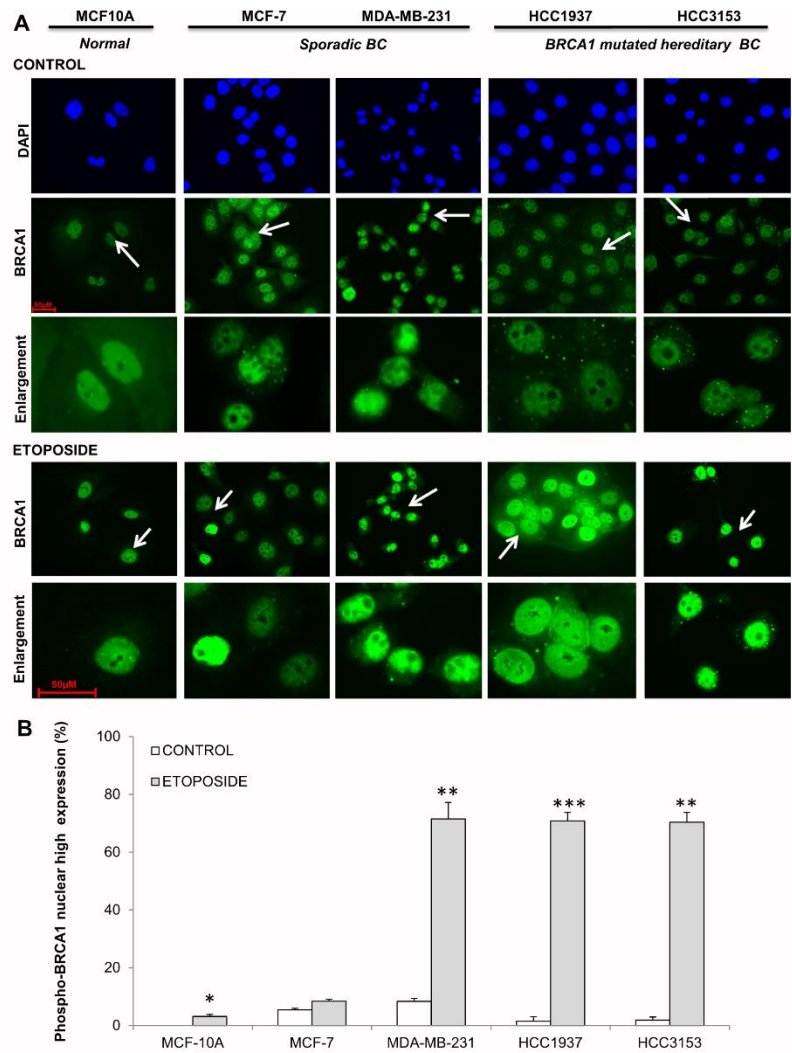 A
MCF10A MCF-7 MDA-MB-231 HCC1937 HCC3153
Normal Sporadic BC BRCA1 mutated hereditary BC
CONTROL
DAPI
BRCA1
50µM
Enlargement
ETOPOSIDE
BRCA1
Enlargement
50µM
B
Phospho-BRCA1 nuclear high expression (%)
100
80
60
40
20
0
CONTROL
ETOPOSIDE
*
**
***
**
MCF-10A MCF-7 MDA-MB-231 HCC1937 HCC3153